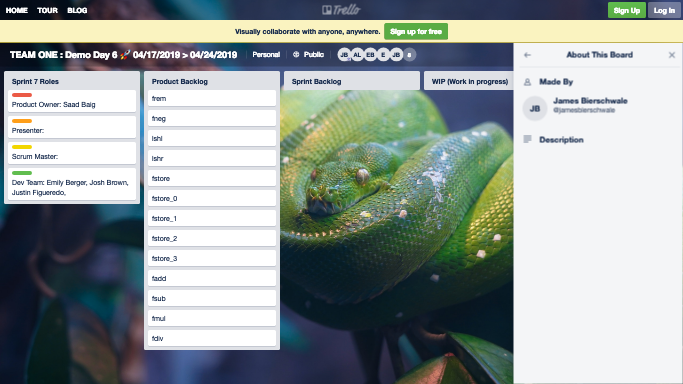 HOME TOUR BLOG
Trello
Sign Up Log In
Visually collaborate with anyone, anywhere. Sign up for free
TEAM ONE : Demo Day 6 🚀 04/17/2019 > 04/24/2019
Personal
Public
JB AL EB E JB 8
About This Board
Made By
JB
James Bierschwale
@jamesbierschwale
Description
Sprint 7 Roles
Product Owner: Saad Baig
Presenter:
Scrum Master:
Dev Team: Emily Berger, Josh Brown,
Justin Figueredo,
Product Backlog
frem
fneg
ishl
ishr
fstore
fstore_0
fstore_1
fstore_2
fstore_3
fadd
fsub
fmul
fdiv
Sprint Backlog
WIP (Work in progress)